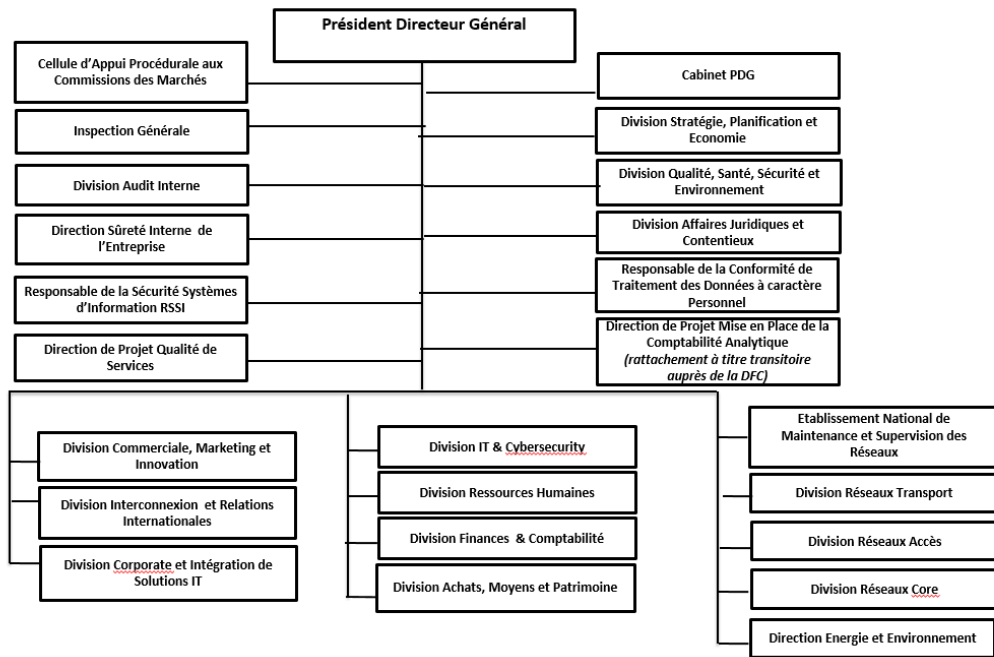 Président Directeur Général
Cellule d'Appui Procédurale aux
Commissions des Marchés
Inspection Générale
Division Audit Interne
Direction Sûreté Interne de
l'Entreprise
Responsable de la Sécurité Systèmes
d'Information RSSI
Direction de Projet Qualité de
Services
Cabinet PDG
Division Stratégie, Planification et
Economie
Division Qualité, Santé, Sécurité et
Environnement
Division Affaires Juridiques et
Contentieux
Responsable de la Conformité de
Traitement des Données à caractère
Personnel
Direction de Projet Mise en Place de la
Comptabilité Analytique
(rattachement à titre transitoire
auprès de la DFC)
Division Commerciale, Marketing et
Innovation
Division Interconnexion et Relations
Internationales
Division Corporate et Intégration de
Solutions IT
Division IT & Cybersecurity
Division Ressources Humaines
Division Finances & Comptabilité
Division Achats, Moyens et Patrimoine
Etablissement National de
Maintenance et Supervision des
Réseaux
Division Réseaux Transport
Division Réseaux Accès
Division Réseaux Core
Direction Energie et Environnement